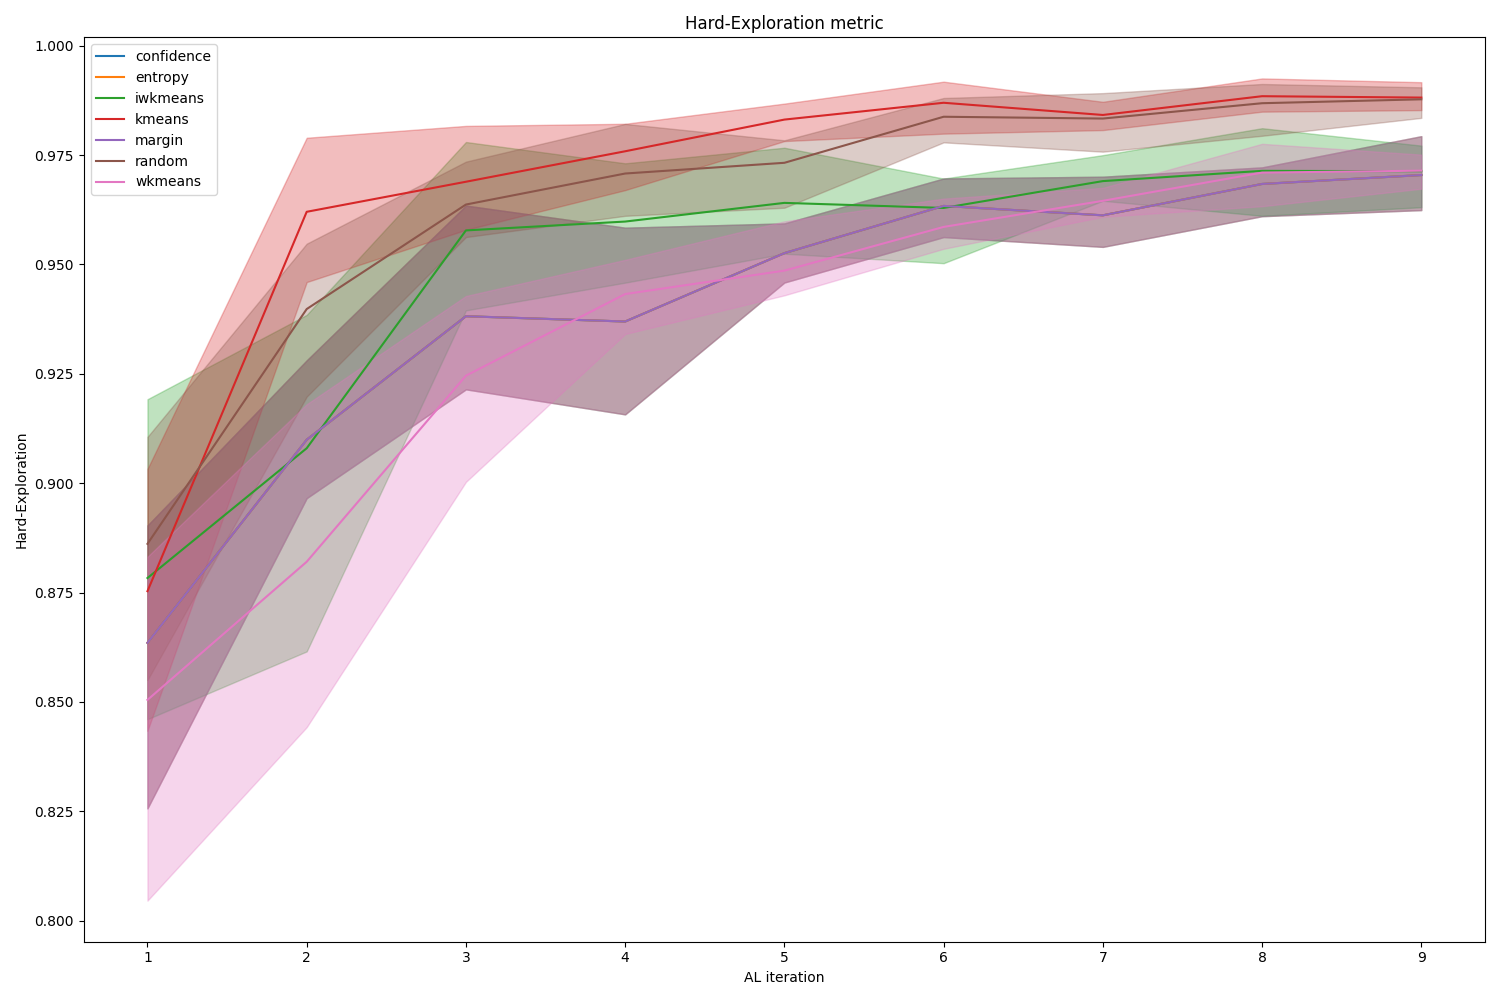 Hard-Exploration metric
1.000
0.975
0.950
0.925
0.900
0.875
0.850
0.825
0.800
Hard-Exploration
confidence
entropy
iwkmeans
kmeans
margin
random
wkmeans
1 2 3 4 5 6 7 8 9
AL iteration